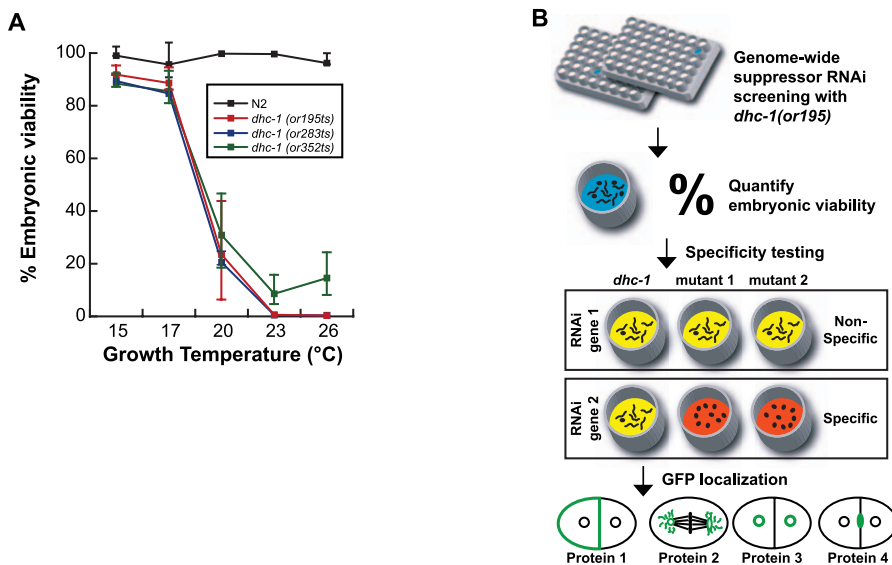 A
% Embryonic viability
100
80
60
40
20
0
15 17 20 23 26
Growth Temperature (°C)
N2
dhc-1 (or195ts)
dhc-1 (or283ts)
dhc-1 (or352ts)
B
Genome-wide
suppressor RNAi
screening with
dhc-1(or195)
%
Quantify
embryonic viability
Specificity testing
dhc-1 mutant 1 mutant 2
RNAi
gene 1
Non-
Specific
RNAi
gene 2
Specific
GFP localization
Protein 1 Protein 2 Protein 3 Protein 4